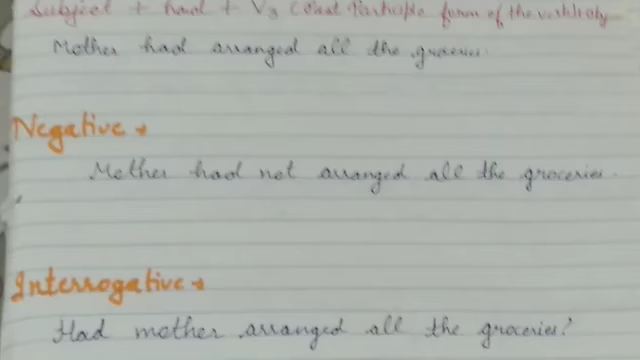 Subject + had + V3 (Past Participle form of the verb)
Mother had arranged all the groceries.
Negative →
Mother had not arranged all the groceries.
Interrogative →
Had mother arranged all the groceries?